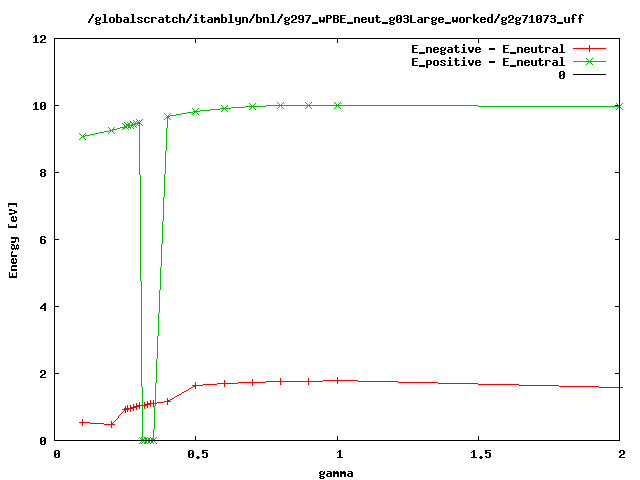 /globalscratch/itamblyn/bnl/g297_wPBE_neut_g03Large_worked/g2g71073_uff
E_negative - E_neutral
E_positive - E_neutral
0
12
10
8
6
4
2
0
Energy [eV]
0
0.5
1
1.5
2
gamma